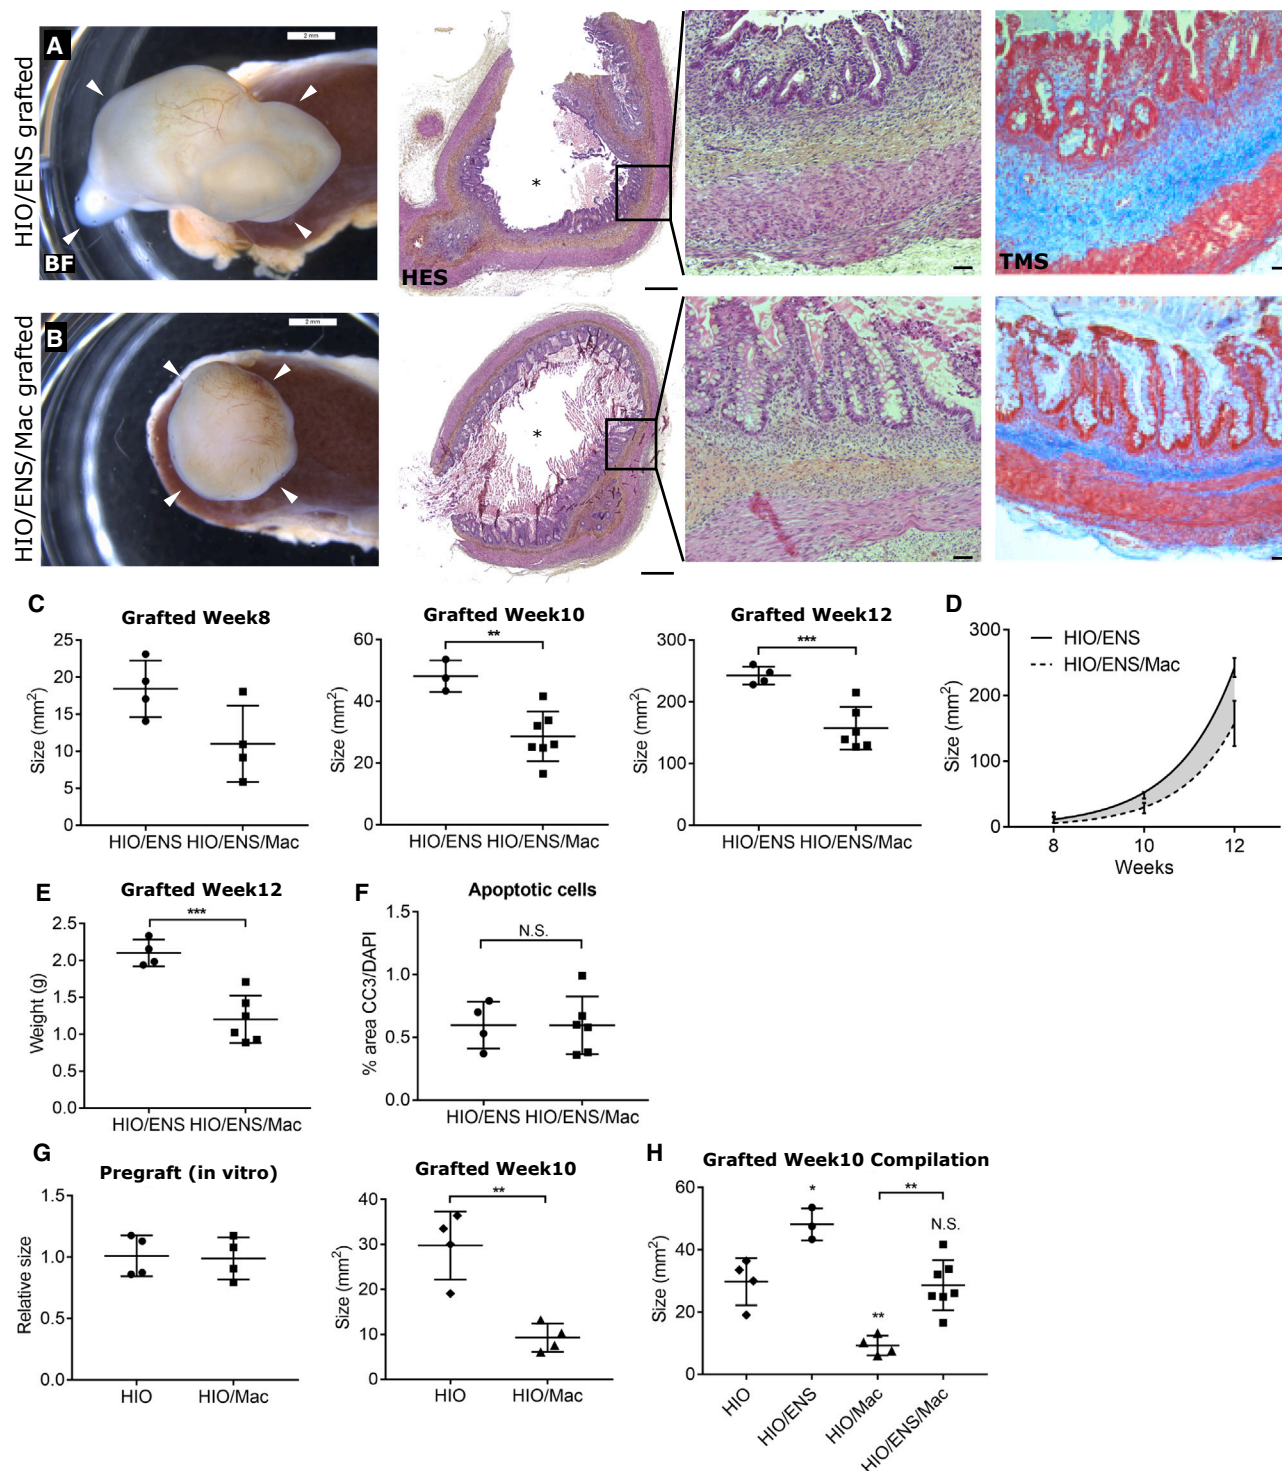 HIO/ENS grafted
A
2 mm
BF
*
HES
TMS
HIO/ENS/Mac grafted
B
2 mm
*
C
Grafted Week8
25
20
15
10
5
0
Size (mm²)
HIO/ENS HIO/ENS/Mac
Grafted Week10
**
60
40
20
0
Size (mm²)
HIO/ENS HIO/ENS/Mac
Grafted Week12
***
300
200
100
0
Size (mm²)
HIO/ENS HIO/ENS/Mac
D
300
200
100
0
Size (mm²)
HIO/ENS
HIO/ENS/Mac
8 10 12
Weeks
E
Grafted Week12
***
2.5
2.0
1.5
1.0
0.5
0.0
Weight (g)
HIO/ENS HIO/ENS/Mac
F
Apoptotic cells
N.S.
1.5
1.0
0.5
0.0
% area CC3/DAPI
HIO/ENS HIO/ENS/Mac
G
Pregraft (in vitro)
1.5
1.0
0.5
0.0
Relative size
HIO HIO/Mac
Grafted Week10
**
40
30
20
10
0
Size (mm²)
HIO HIO/Mac
H
Grafted Week10 Compilation
60
40
20
0
Size (mm²)
*
**
**
N.S.
HIO
HIO/ENS
HIO/Mac
HIO/ENS/Mac